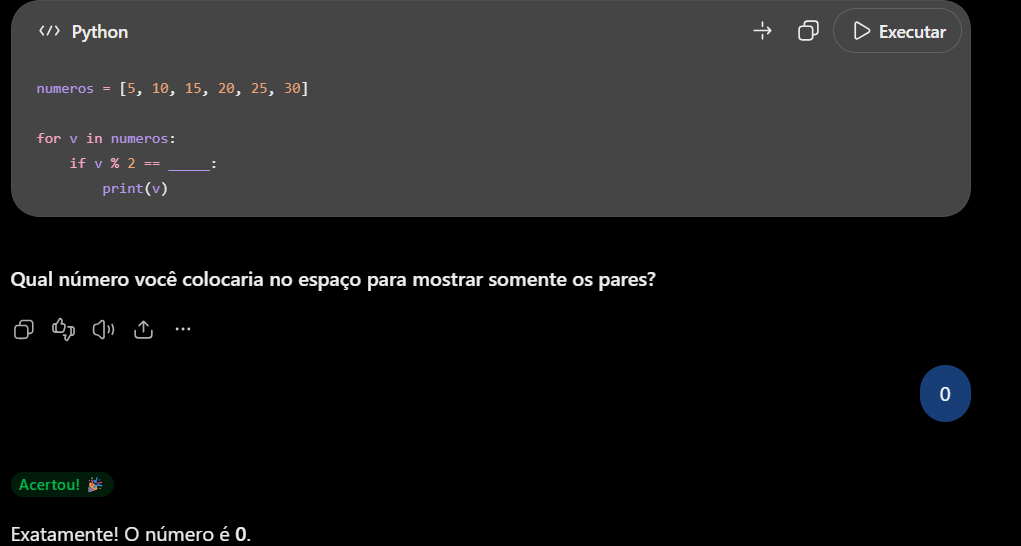 </> Python
Executar
numeros = [5, 10, 15, 20, 25, 30]
for v in numeros:
    if v % 2 == _____:
        print(v)
Qual número você colocaria no espaço para mostrar somente os pares?
0
Acertou! 🎉
Exatamente! O número é 0.